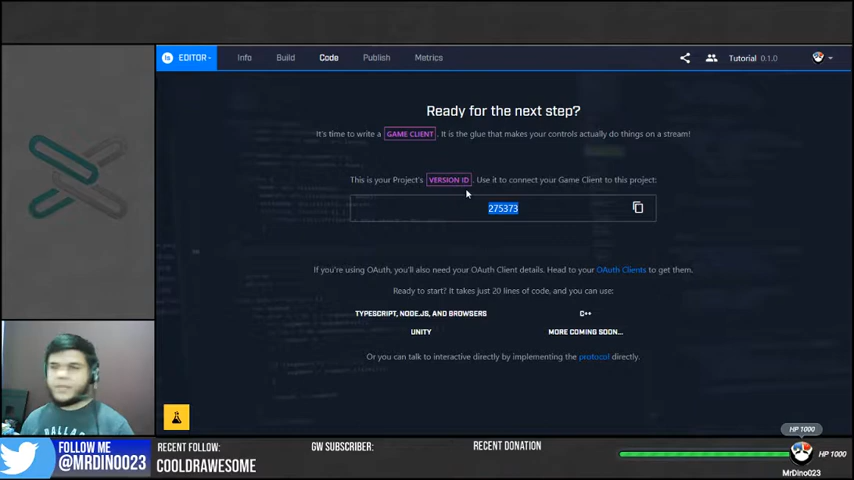 EDITOR
Info
Build
Code
Publish
Metrics
Tutorial 0.1.0
Ready for the next step?
It's time to write a GAME CLIENT. It is the glue that makes your controls actually do things on a stream!
This is your Project's VERSION ID. Use it to connect your Game Client to this project:
275373
If you're using OAuth, you'll also need your OAuth Client details. Head to your OAuth Clients to get them.
Ready to start? It takes just 20 lines of code, and you can use:
TYPESCRIPT, NODE.JS, AND BROWSERS
C++
UNITY
MORE COMING SOON...
Or you can talk to interactive directly by implementing the protocol directly.
DALLAS
FOLLOW ME
@MRDINO023
RECENT FOLLOW:
COOLDRAWESOME
GW SUBSCRIBER:
RECENT DONATION
HP 1000
HP 1000
MrDino023